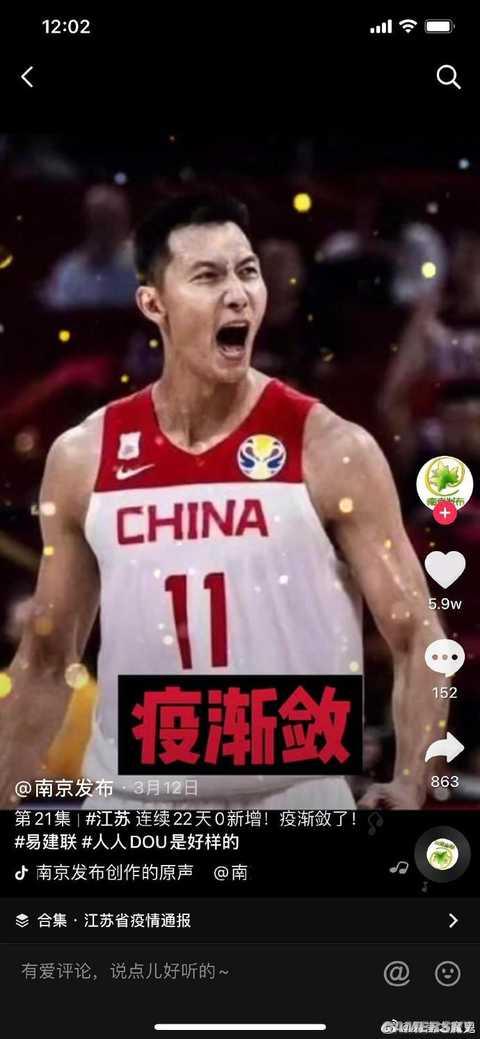 12:02
CHINA
11
疫渐敛
南京发布
5.9w
152
863
@南京发布 · 3月12日
第21集 | #江苏 连续22天0新增！疫渐敛了！
#易建联 #人人DOU是好样的
南京发布创作的原声 @南
合集 · 江苏省疫情通报
有爱评论，说点儿好听的~